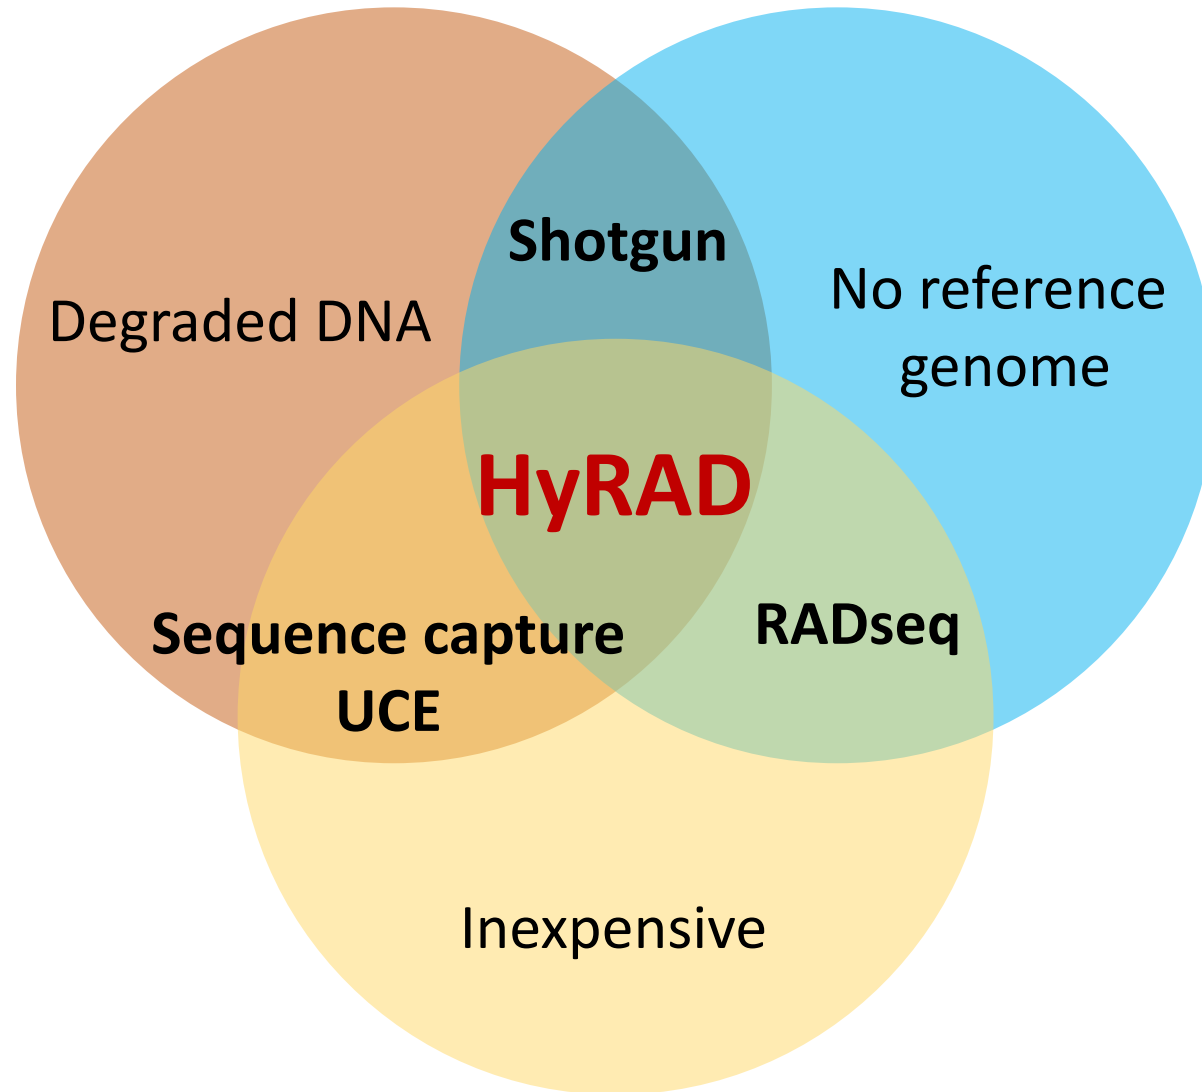 Shotgun
No reference
genome
Degraded DNA
HyRAD
Sequence capture
UCE
RADseq
Inexpensive